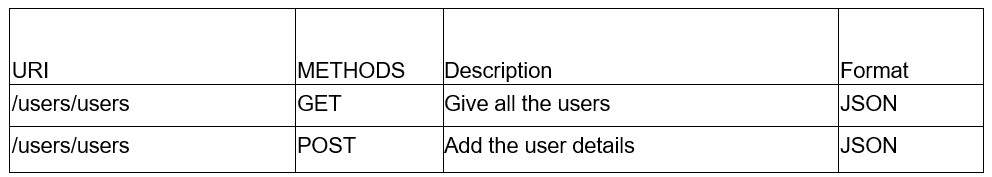 URI METHODS Description Format
/users/users GET Give all the users JSON
/users/users POST Add the user details JSON